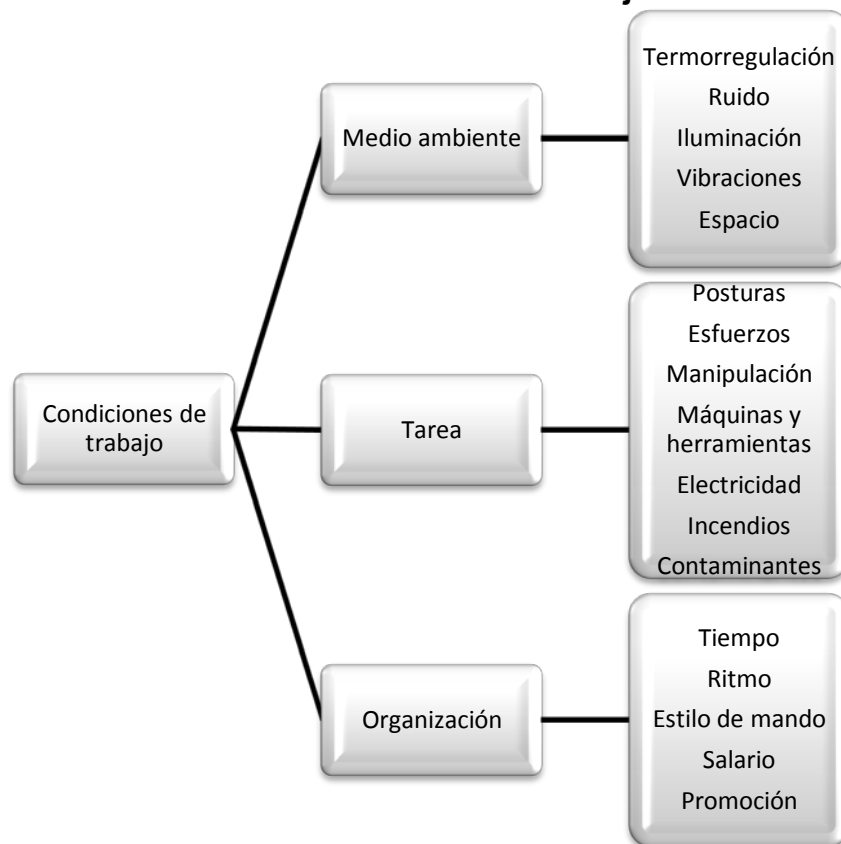 Termorregulación
Ruido
Iluminación
Vibraciones
Espacio
Medio ambiente
Posturas
Esfuerzos
Manipulación
Máquinas y
herramientas
Electricidad
Incendios
Contaminantes
Condiciones de
trabajo
Tarea
Tiempo
Ritmo
Estilo de mando
Salario
Promoción
Organización